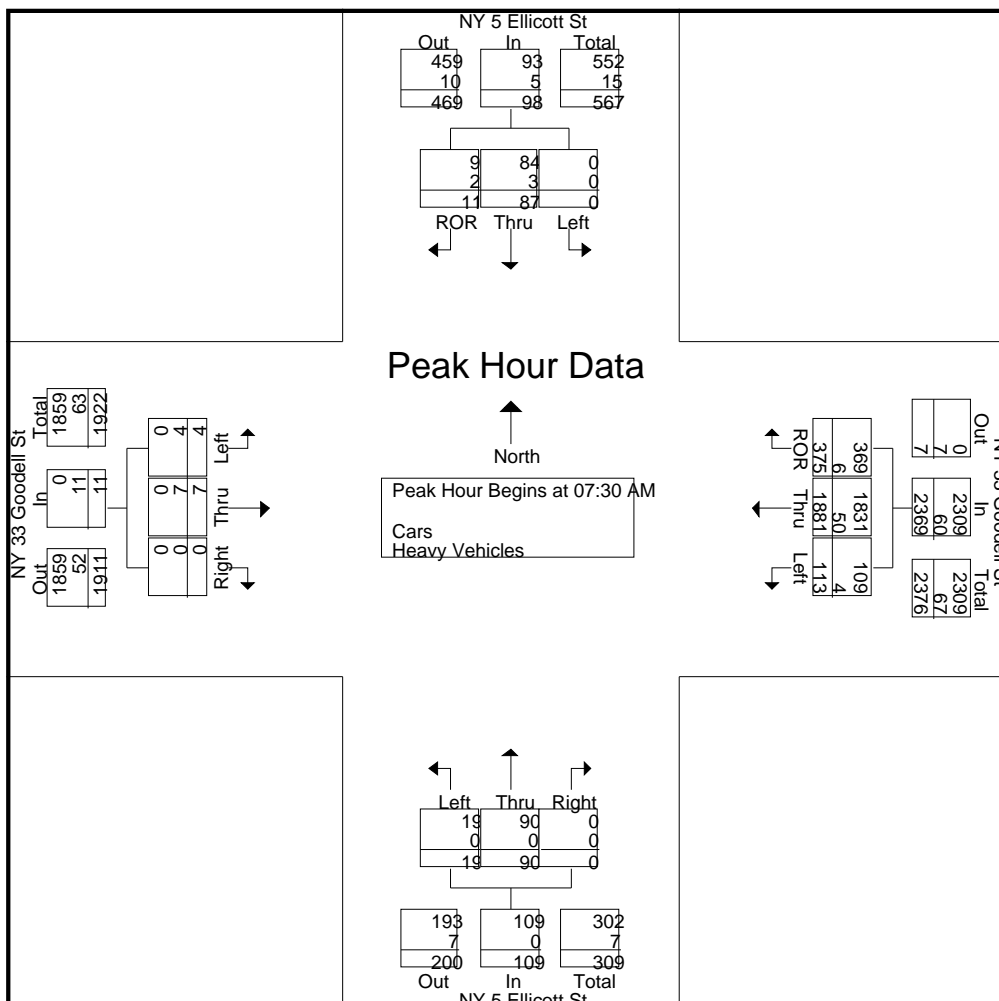 NY 5 Ellicott St
Out In Total
459 93 552
10 5 15
469 98 567
9 84 0
2 3 0
11 87 0
ROR Thru Left
Peak Hour Data
North
Peak Hour Begins at 07:30 AM
Cars
Heavy Vehicles
NY 33 Goodell St
Total In Out
1859 0 1859
63 11 52
1922 11 1911
Left Thru Right
0 0 0
4 7 0
4 7 0
Goodell St
Out In Total
0 2309 2309
7 60 67
7 2369 2376
ROR Thru Left
369 1831 109
6 50 4
375 1881 113
Left Thru Right
19 90 0
0 0 0
19 90 0
193 109 302
7 0 7
200 109 309
Out In Total
NY 5 Ellicott St